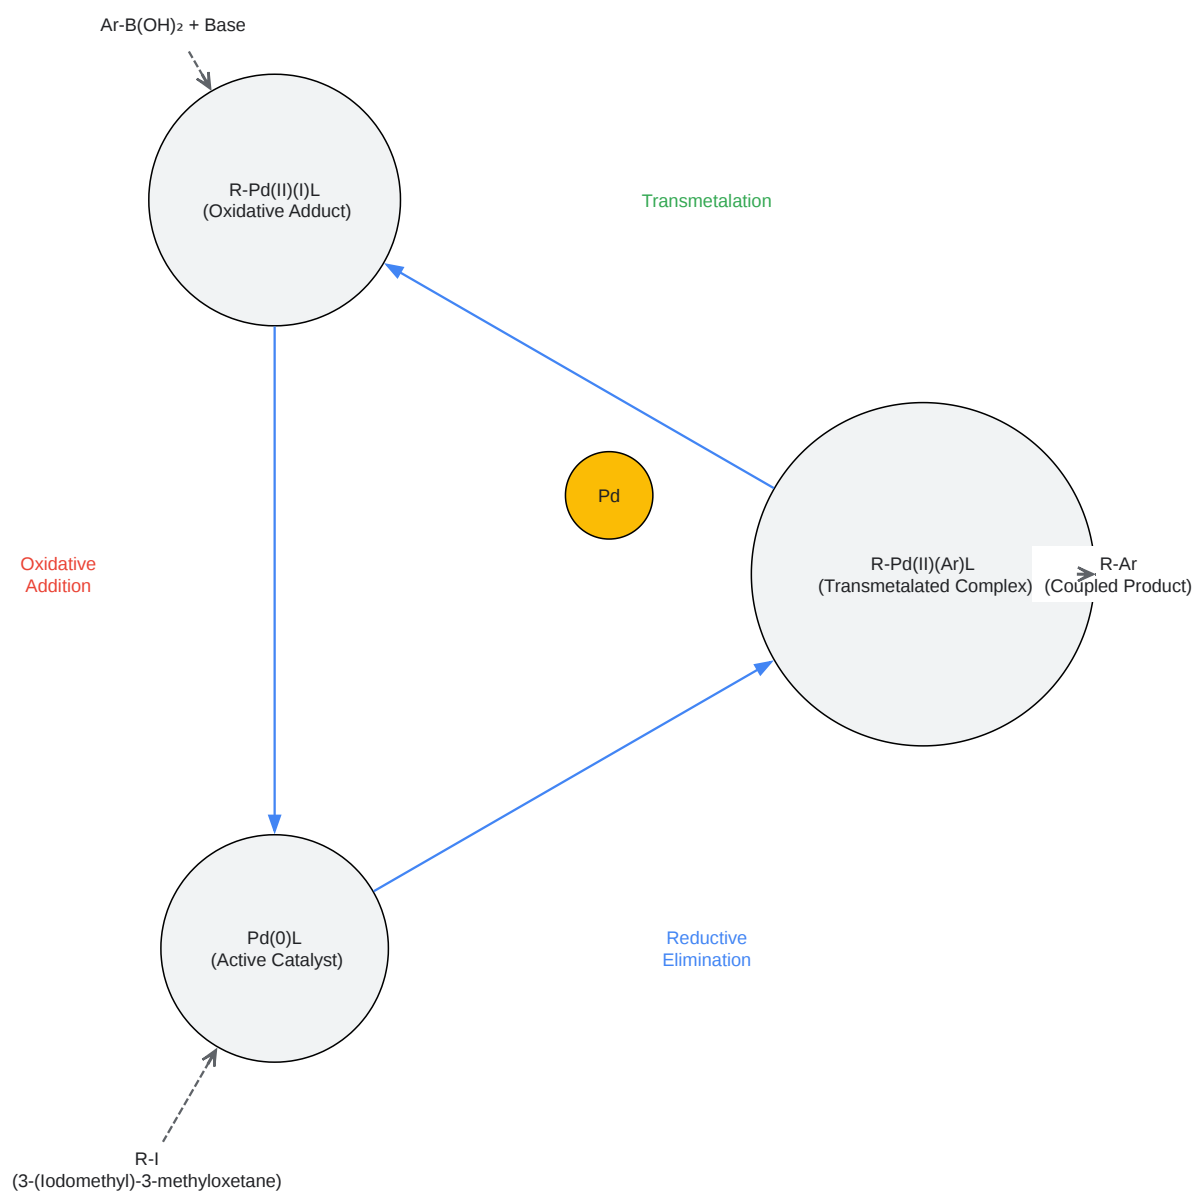 Ar-B(OH)₂ + Base
R-Pd(II)(I)L
(Oxidative Adduct)
Transmetalation
Pd
Oxidative
Addition
R-Pd(II)(Ar)L
(Transmetalated Complex)
R-Ar
(Coupled Product)
Pd(0)L
(Active Catalyst)
Reductive
Elimination
R-I
(3-(Iodomethyl)-3-methyloxetane)